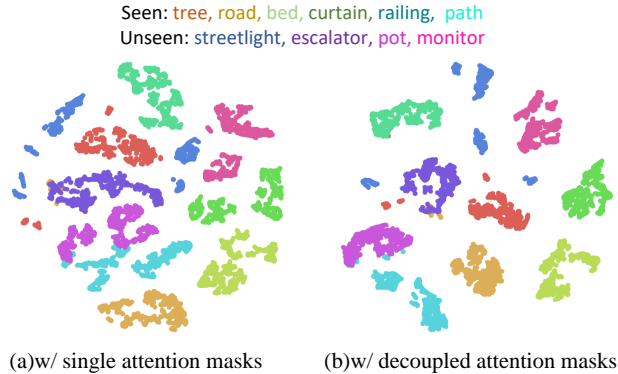 Seen: tree, road, bed, curtain, railing, path
Unseen: streetlight, escalator, pot, monitor
(a)w/ single attention masks (b)w/ decoupled attention masks